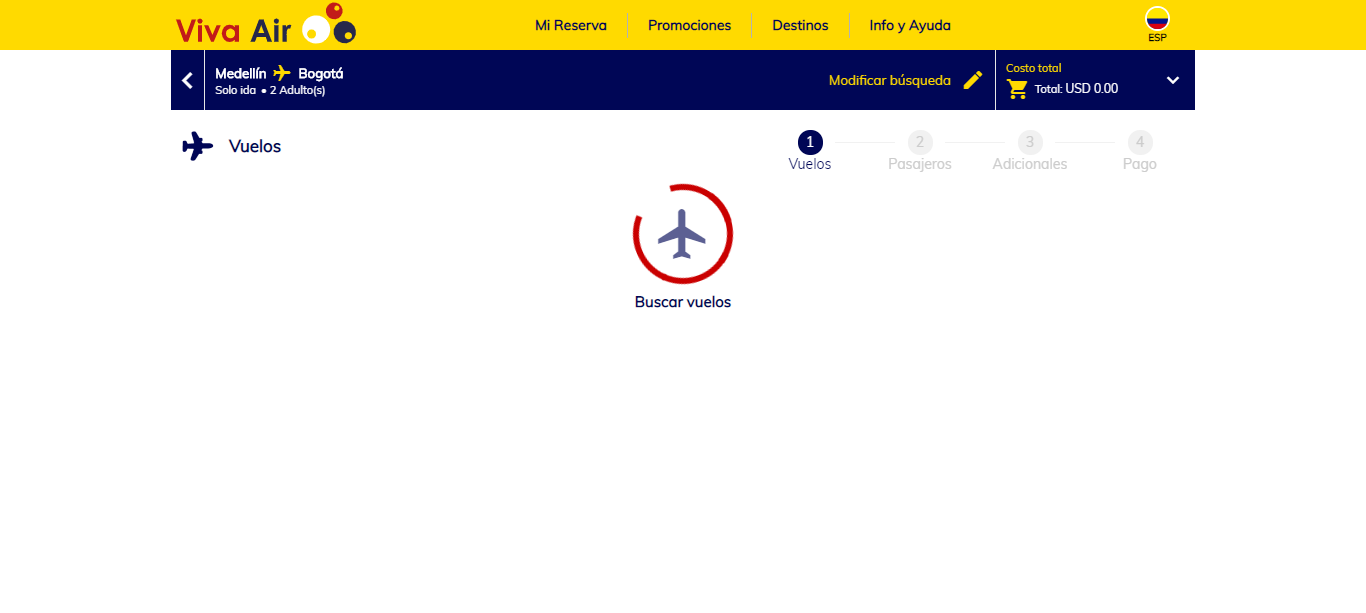 Viva Air
Mi Reserva
Promociones
Destinos
Info y Ayuda
ESP
Medellín Bogotá
Solo ida • 2 Adulto(s)
Modificar búsqueda
Costo total
Total: USD 0.00
Vuelos
1
2
3
4
Vuelos
Pasajeros
Adicionales
Pago
Buscar vuelos